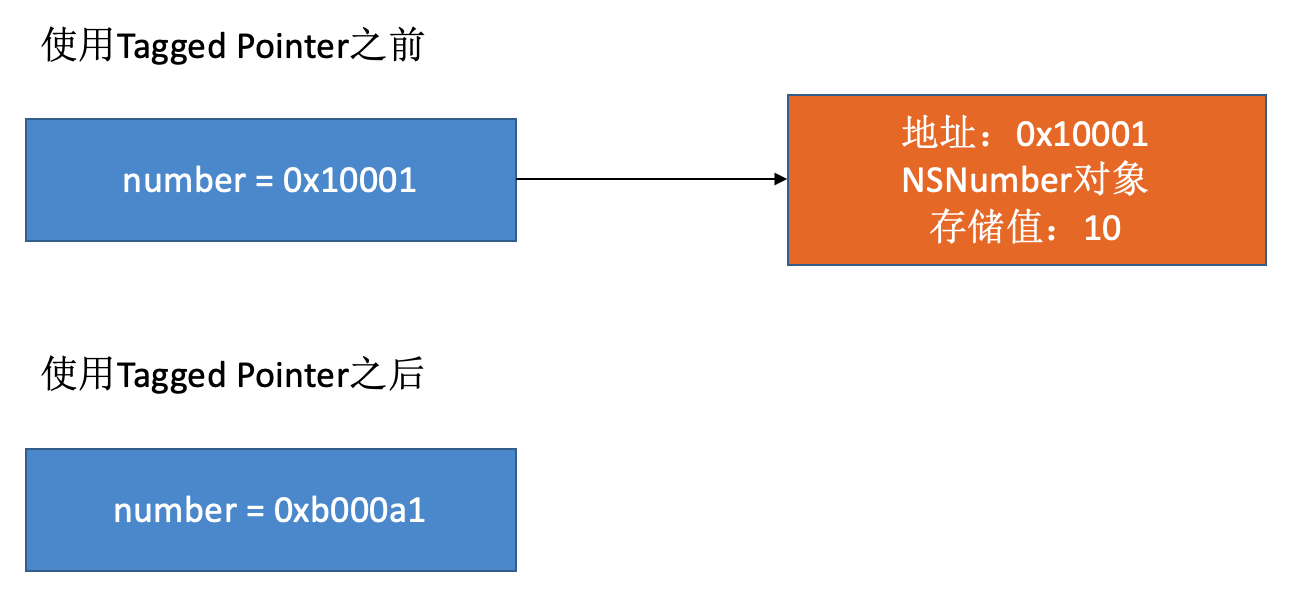 使用Tagged Pointer之前
number = 0x10001
地址：0x10001
NSNumber对象
存储值：10
使用Tagged Pointer之后
number = 0xb000a1